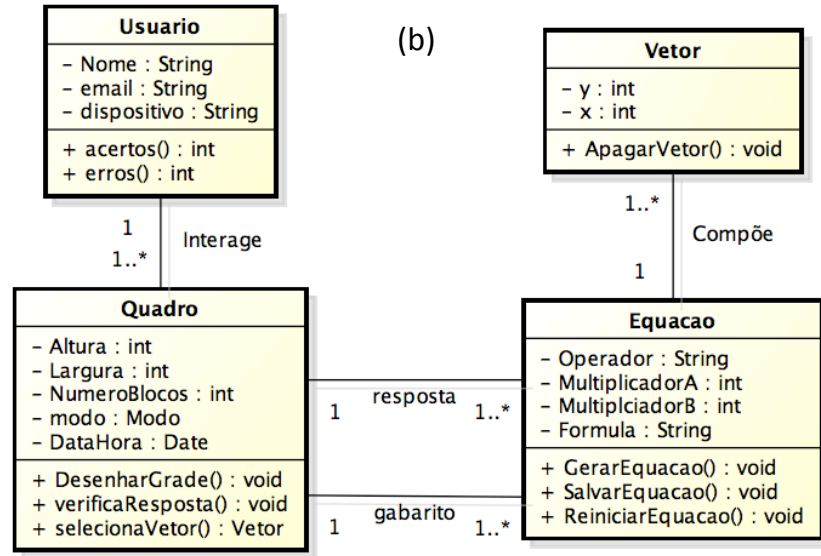 Usuario
- Nome : String
- email : String
- dispositivo : String
+ acertos() : int
+ erros() : int
(b)
Vetor
- y : int
- x : int
+ ApagarVetor() : void
1
1..*
Interage
1..*
Compõe
1
Quadro
- Altura : int
- Largura : int
- NumeroBlocos : int
- modo : Modo
- DataHora : Date
+ DesenharGrade() : void
+ verificaResposta() : void
+ selecionaVetor() : Vetor
resposta
1
1..*
gabarito
1
1..*
Equacao
- Operador : String
- MultiplicadorA : int
- MultiplciadorB : int
- Formula : String
+ GerarEquacao() : void
+ SalvarEquacao() : void
+ ReiniciarEquacao() : void